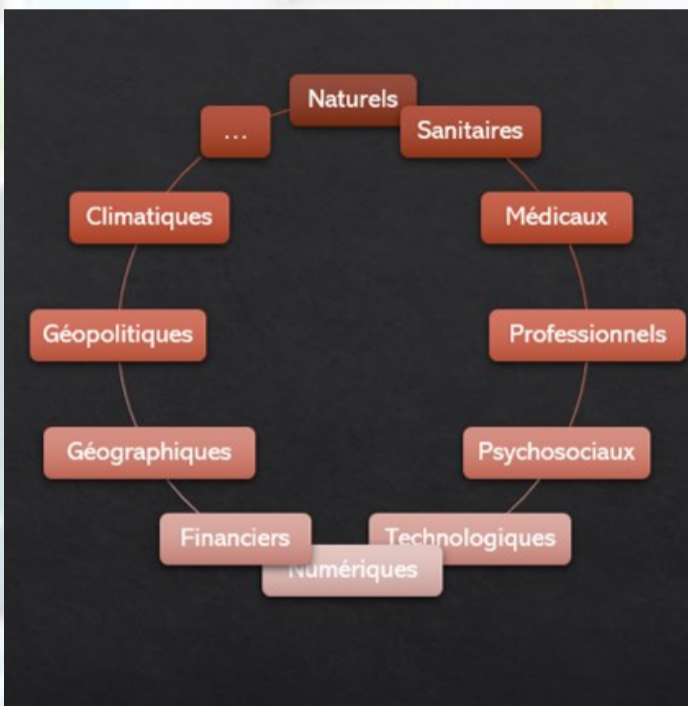 Naturels
Sanitaires
Médicaux
Professionnels
Psychosociaux
Technologiques
Numériques
Financiers
Géographiques
Géopolitiques
Climatiques
...